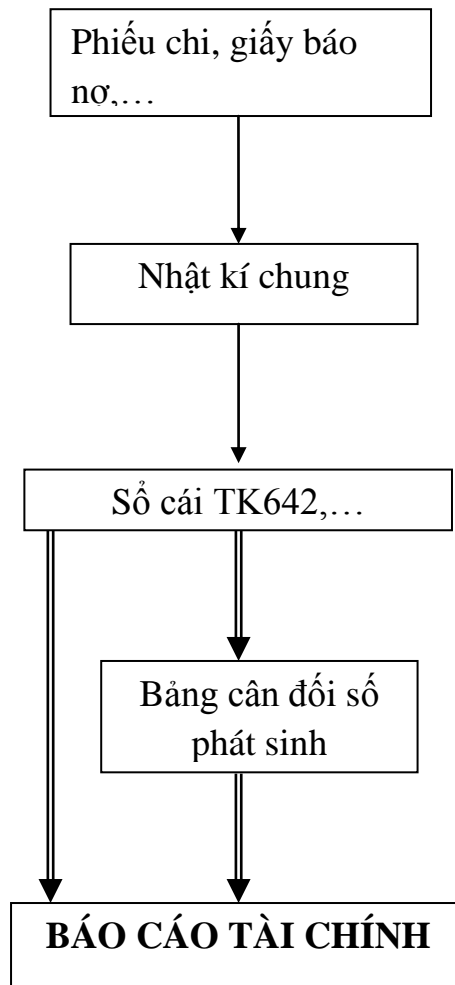 Phiếu chi, giấy báo
nợ,…
Nhật kí chung
Sổ cái TK642,…
Bảng cân đối số
phát sinh
BÁO CÁO TÀI CHÍNH